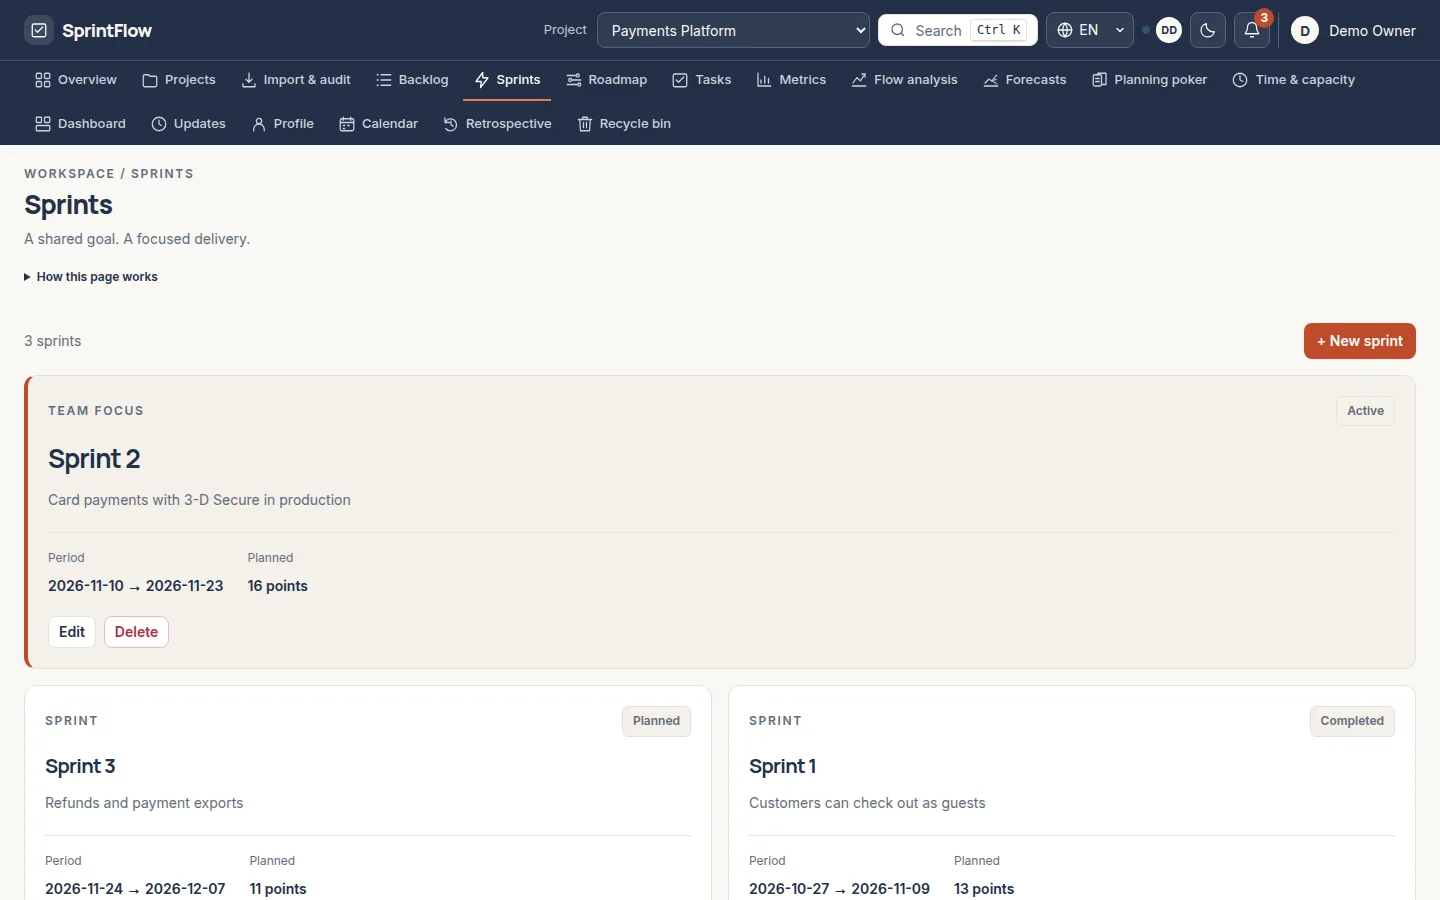 SprintFlow
Project
Payments Platform
Search Ctrl K
EN
DD
3
D
Demo Owner
Overview
Projects
Import & audit
Backlog
Sprints
Roadmap
Tasks
Metrics
Flow analysis
Forecasts
Planning poker
Time & capacity
Dashboard
Updates
Profile
Calendar
Retrospective
Recycle bin
WORKSPACE / SPRINTS
Sprints
A shared goal. A focused delivery.
How this page works
3 sprints
+ New sprint
TEAM FOCUS
Active
Sprint 2
Card payments with 3-D Secure in production
Period
Planned
2026-11-10 → 2026-11-23
16 points
Edit
Delete
SPRINT
Planned
Sprint 3
Refunds and payment exports
Period
Planned
2026-11-24 → 2026-12-07
11 points
SPRINT
Completed
Sprint 1
Customers can check out as guests
Period
Planned
2026-10-27 → 2026-11-09
13 points